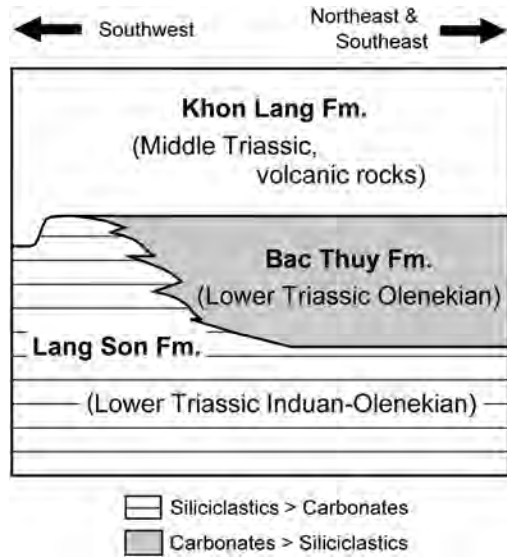 Southwest
Northeast &
Southeast
Khon Lang Fm.
(Middle Triassic,
volcanic rocks)
Bac Thuy Fm.
(Lower Triassic Olenekian)
Lang Son Fm.
(Lower Triassic Induan-Olenekian)
Siliciclastics > Carbonates
Carbonates > Siliciclastics